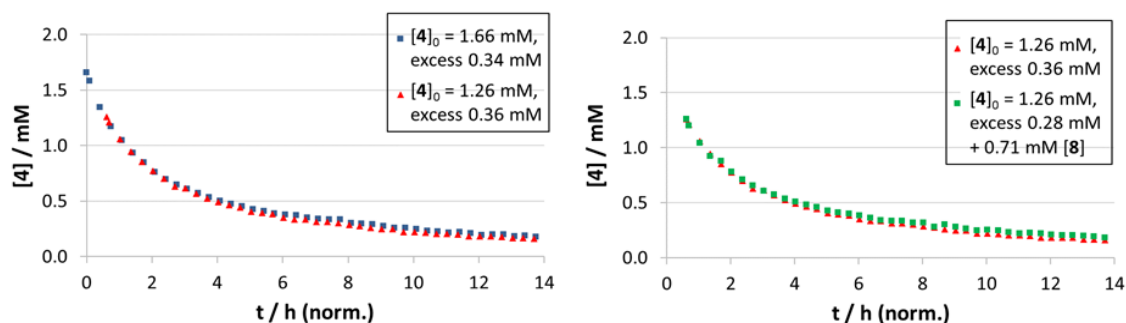 2.0
1.5
1.0
0.5
0.0
[4] / mM
0 2 4 6 8 10 12 14
t / h (norm.)
[4]₀ = 1.66 mM,
excess 0.34 mM
[4]₀ = 1.26 mM,
excess 0.36 mM
2.0
1.5
1.0
0.5
0.0
[4] / mM
0 2 4 6 8 10 12 14
t / h (norm.)
[4]₀ = 1.26 mM,
excess 0.36 mM
[4]₀ = 1.26 mM,
excess 0.28 mM
+ 0.71 mM [8]